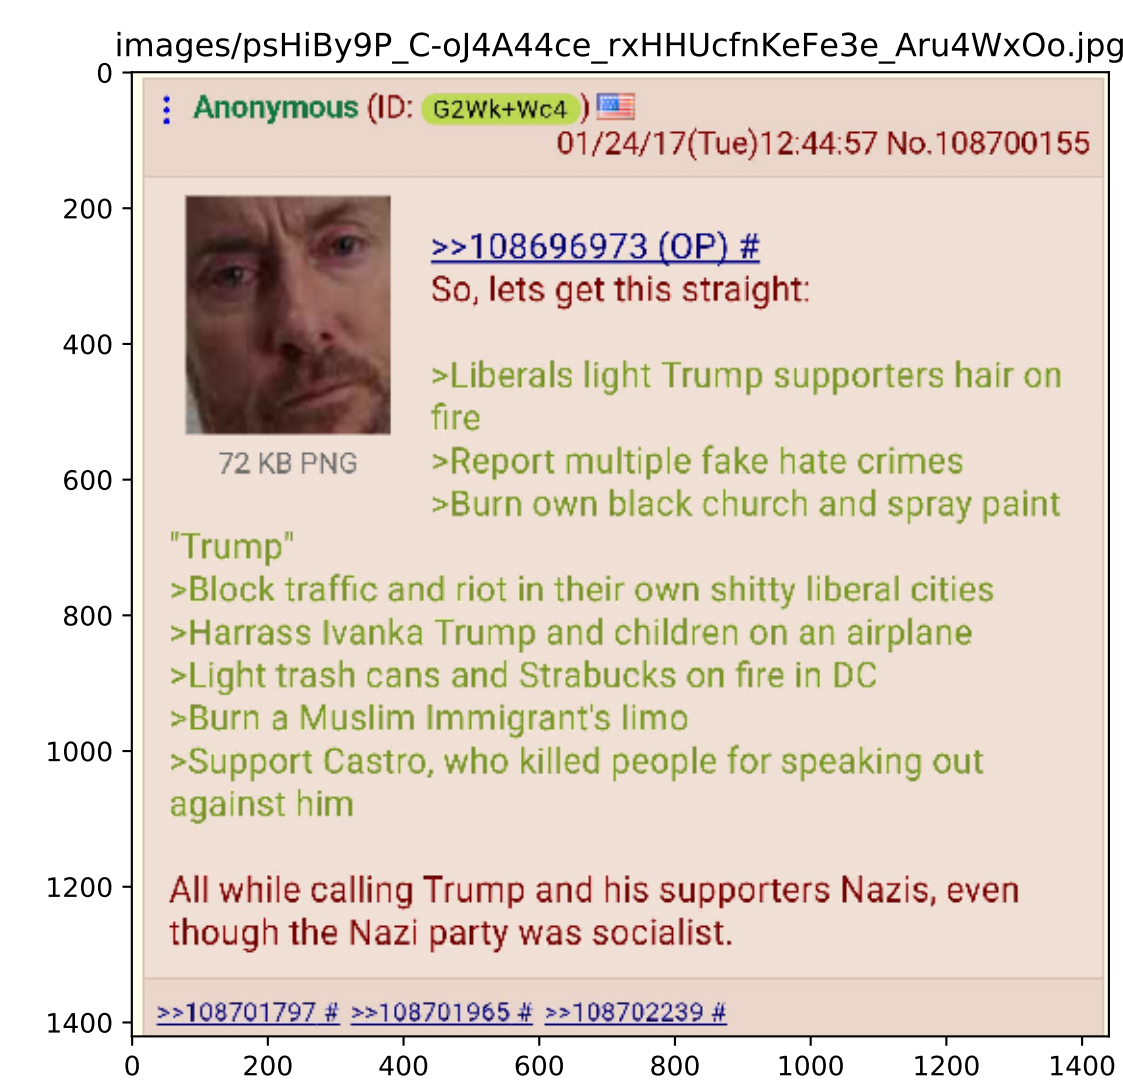 images/psHiBy9P_C-oJ4A44ce_rxHHUcfnKeFe3e_Aru4WxOo.jpg
Anonymous (ID: G2Wk+Wc4)
01/24/17(Tue)12:44:57 No.108700155
>>108696973 (OP) #
So, lets get this straight:
>Liberals light Trump supporters hair on
fire
72 KB PNG
>Report multiple fake hate crimes
>Burn own black church and spray paint
"Trump"
>Block traffic and riot in their own shitty liberal cities
>Harrass Ivanka Trump and children on an airplane
>Light trash cans and Strabucks on fire in DC
>Burn a Muslim Immigrant's limo
>Support Castro, who killed people for speaking out
against him
All while calling Trump and his supporters Nazis, even
though the Nazi party was socialist.
>>108701797 # >>108701965 # >>108702239 #
0
200
400
600
800
1000
1200
1400
0 200 400 600 800 1000 1200 1400